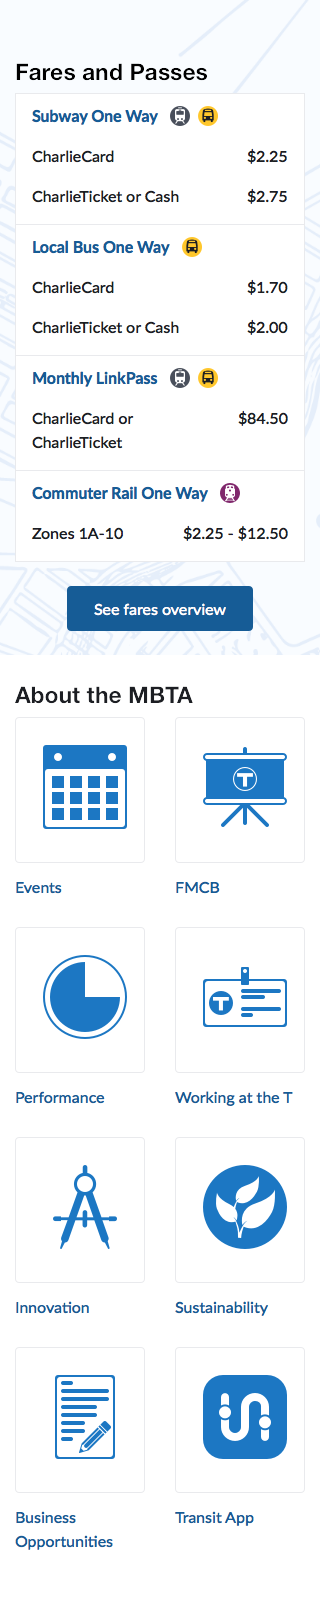 Fares and Passes
Subway One Way
CharlieCard $2.25
CharlieTicket or Cash $2.75
Local Bus One Way
CharlieCard $1.70
CharlieTicket or Cash $2.00
Monthly LinkPass
CharlieCard or $84.50
CharlieTicket
Commuter Rail One Way
Zones 1A-10 $2.25 - $12.50
See fares overview
About the MBTA
T
Events FMCB
T
Performance Working at the T
Innovation Sustainability
Business Transit App
Opportunities